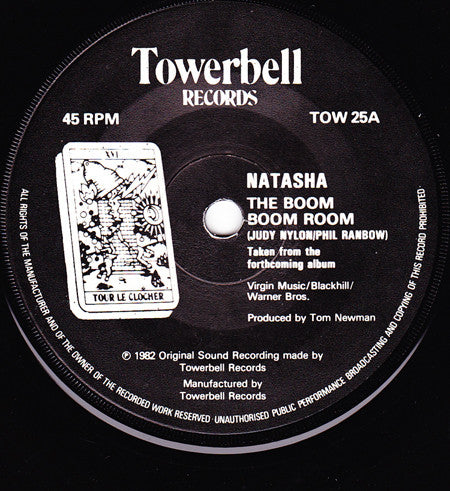 Towerbell
RECORDS
45 RPM
TOW 25A
XVI
TOUR LE CLOCHER
NATASHA
THE BOOM
BOOM ROOM
(JUDY NYLON/PHIL RANBOW)
Taken from the
forthcoming album
Virgin Music/Blackhill/
Warner Bros.
Produced by Tom Newman
℗ 1982 Original Sound Recording made by
Towerbell Records
Manufactured by
Towerbell Records
ALL RIGHTS OF THE MANUFACTURER AND OF THE OWNER OF THE RECORDED WORK RESERVED · UNAUTHORISED PUBLIC PERFORMANCE BROADCASTING AND COPYING OF THIS RECORD PROHIBITED